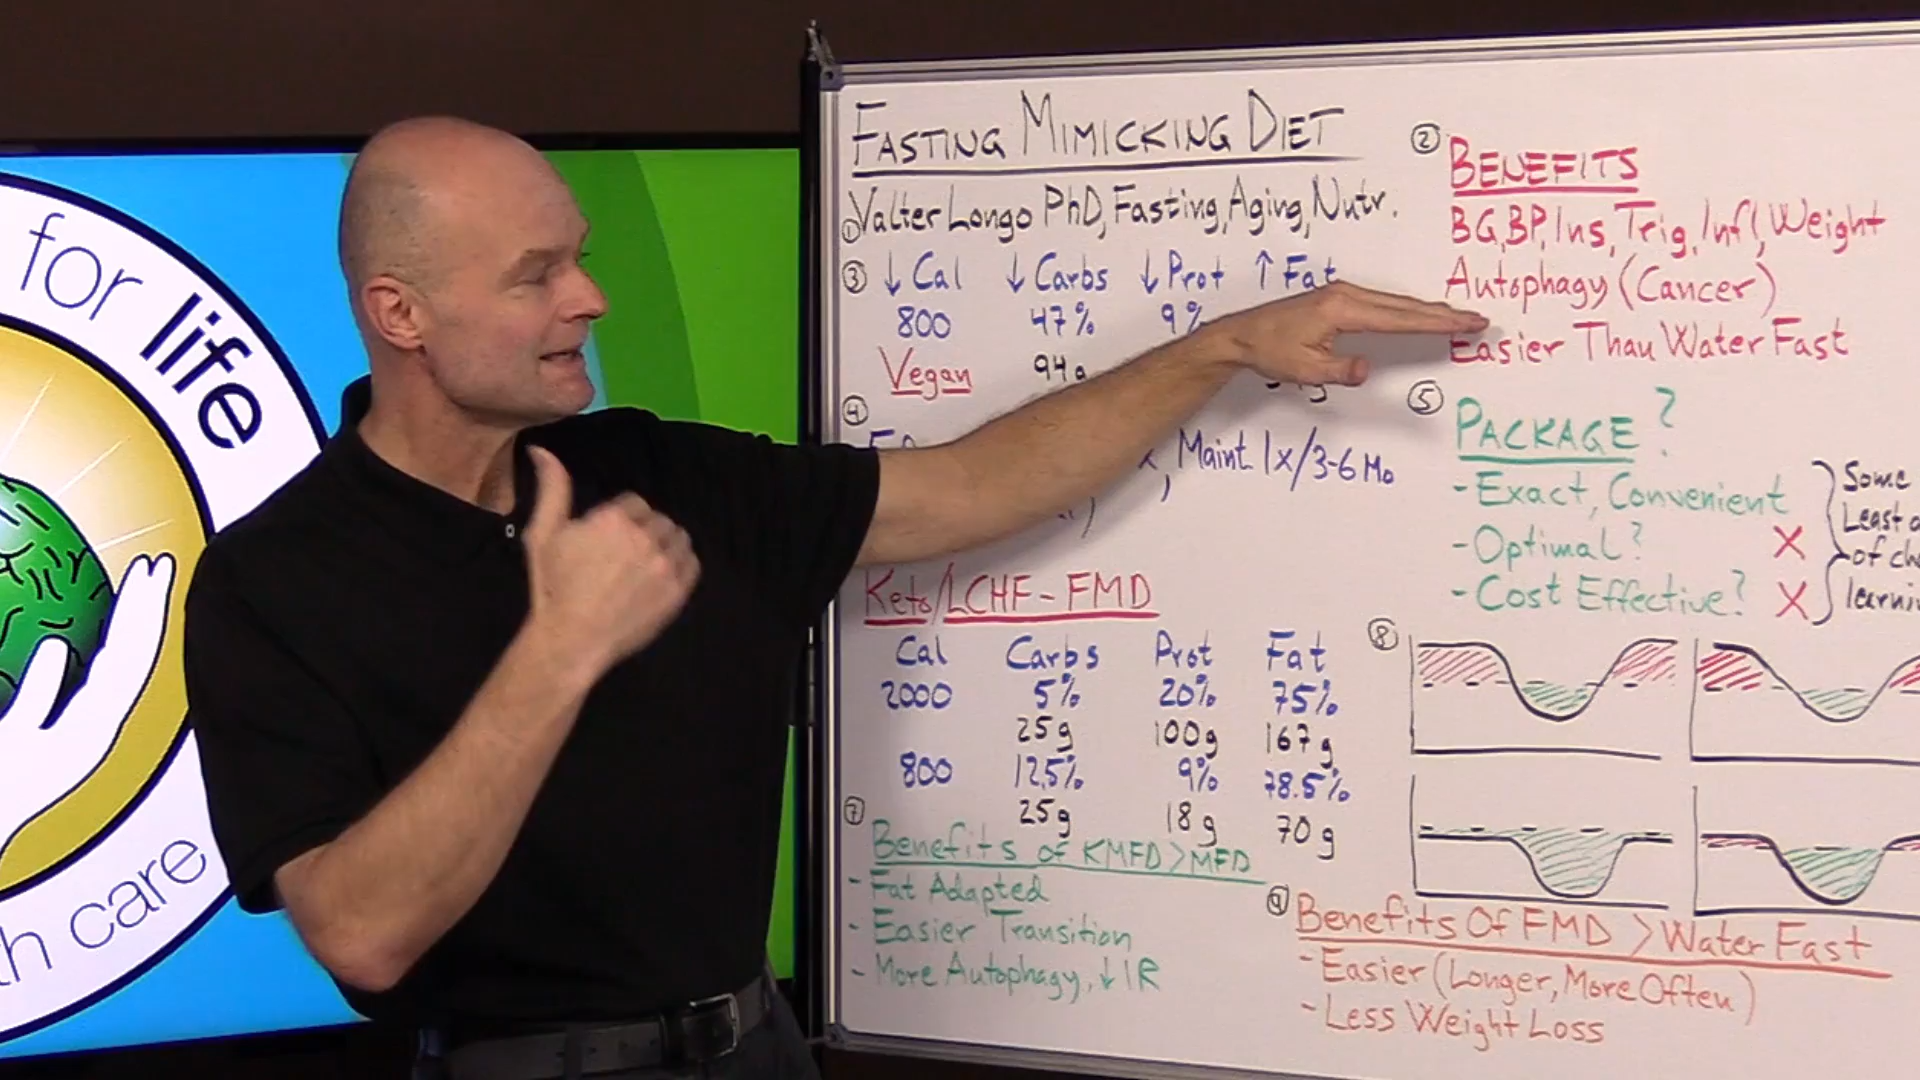 for life
th care
FASTING MIMICKING DIET
① Valter Longo PhD, Fasting, Aging, Nutr.
③ ↓ Cal ↓ Carbs ↓ Prot ↑ Fat
800 47% 9%
Vegan 94g
④
, Maint 1x/3-6 Mo
Keto/LCHF-FMD
Cal Carbs Prot Fat
2000 5% 20% 75%
25g 100g 167g
800 12.5% 9% 78.5%
25g 18g 70g
⑦ Benefits of KMFD>MFD
- Fat Adapted
- Easier Transition
- More Autophagy, ↓ IR
② BENEFITS
BG, BP, Ins, Trig, Infl, Weight
Autophagy (Cancer)
Easier Than Water Fast
⑤ PACKAGE?
- Exact, Convenient
- Optimal? X
- Cost Effective? X
Some
Least
of
⑧
⑨ Benefits Of FMD > Water Fast
- Easier (Longer, More Often)
- Less Weight Loss